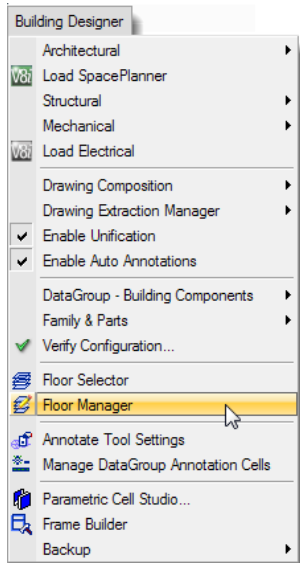 Building Designer
Architectural
V8i Load SpacePlanner
Structural
Mechanical
V8i Load Electrical
Drawing Composition
Drawing Extraction Manager
Enable Unification
Enable Auto Annotations
DataGroup - Building Components
Family & Parts
Verify Configuration...
Floor Selector
Floor Manager
Annotate Tool Settings
Manage DataGroup Annotation Cells
Parametric Cell Studio...
Frame Builder
Backup